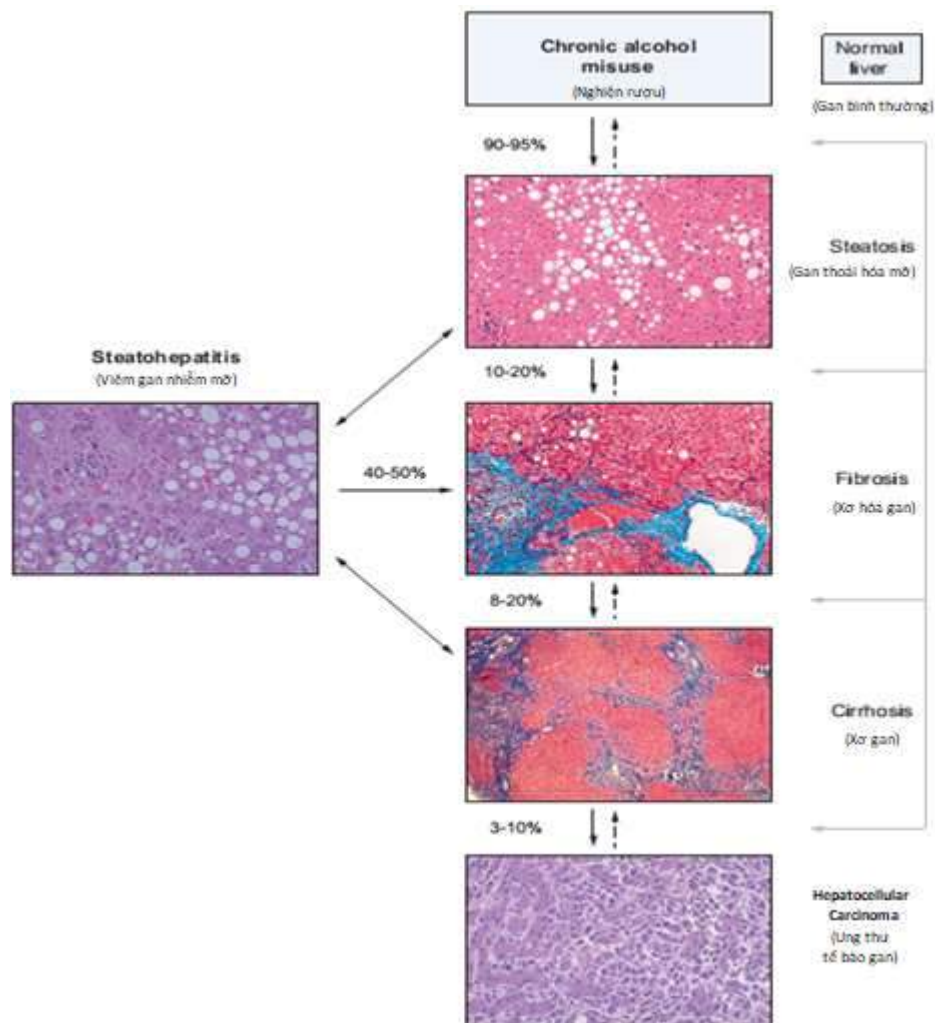 Chronic alcohol
misuse
(Nghiện rượu)
Normal
liver
(Gan bình thường)
90-95%
Steatosis
(Gan thoái hóa mỡ)
Steatohepatitis
(Viêm gan nhiễm mỡ)
10-20%
40-50%
Fibrosis
(Xơ hóa gan)
8-20%
Cirrhosis
(Xơ gan)
3-10%
Hepatocellular
Carcinoma
(Ung thư
tế bào gan)